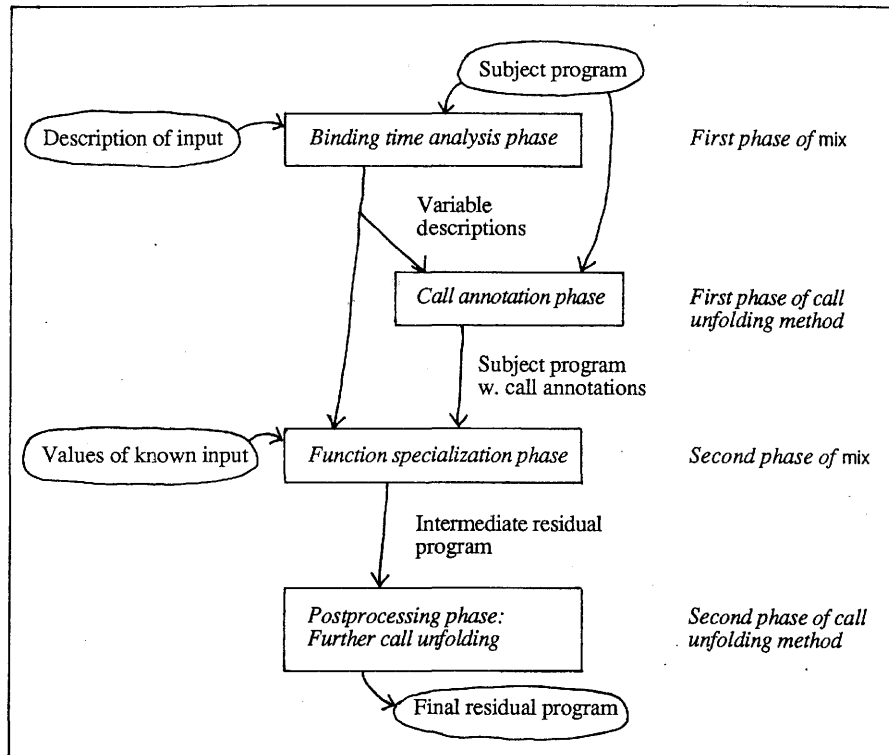 Subject program
Description of input
Binding time analysis phase
First phase of mix
Variable
descriptions
Call annotation phase
First phase of call
unfolding method
Subject program
w. call annotations
Values of known input
Function specialization phase
Second phase of mix
Intermediate residual
program
Postprocessing phase:
Further call unfolding
Second phase of call
unfolding method
Final residual program